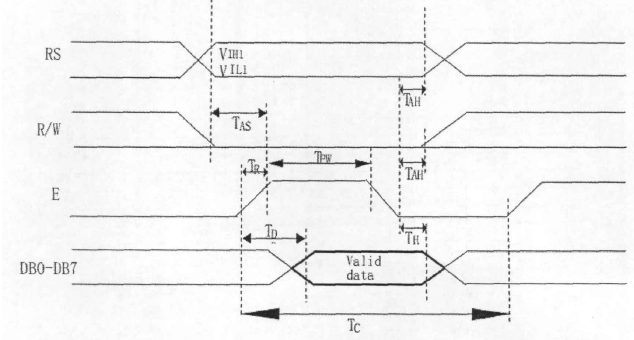 RS
VIH1
VIL1
TAH
R/W
TAS
TR
TPW
TAH
E
TD
TH
DB0-DB7
Valid
data
TC